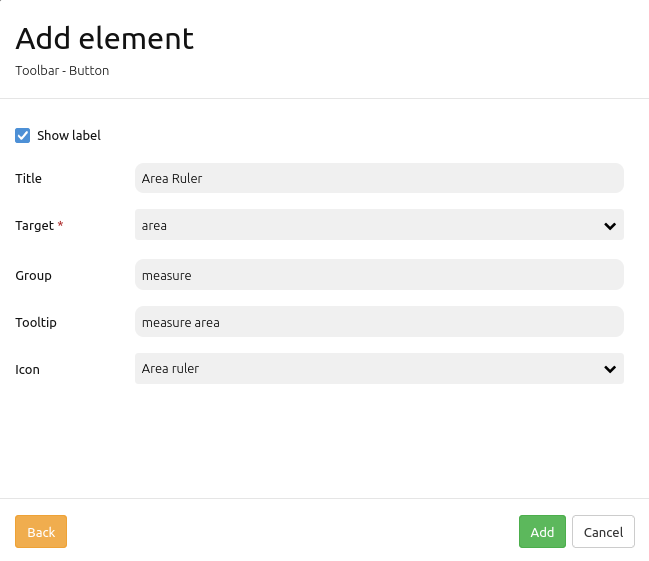 Add element
Toolbar - Button
Show label
Title Area Ruler
Target * area
Group measure
Tooltip measure area
Icon Area ruler
Back Add Cancel